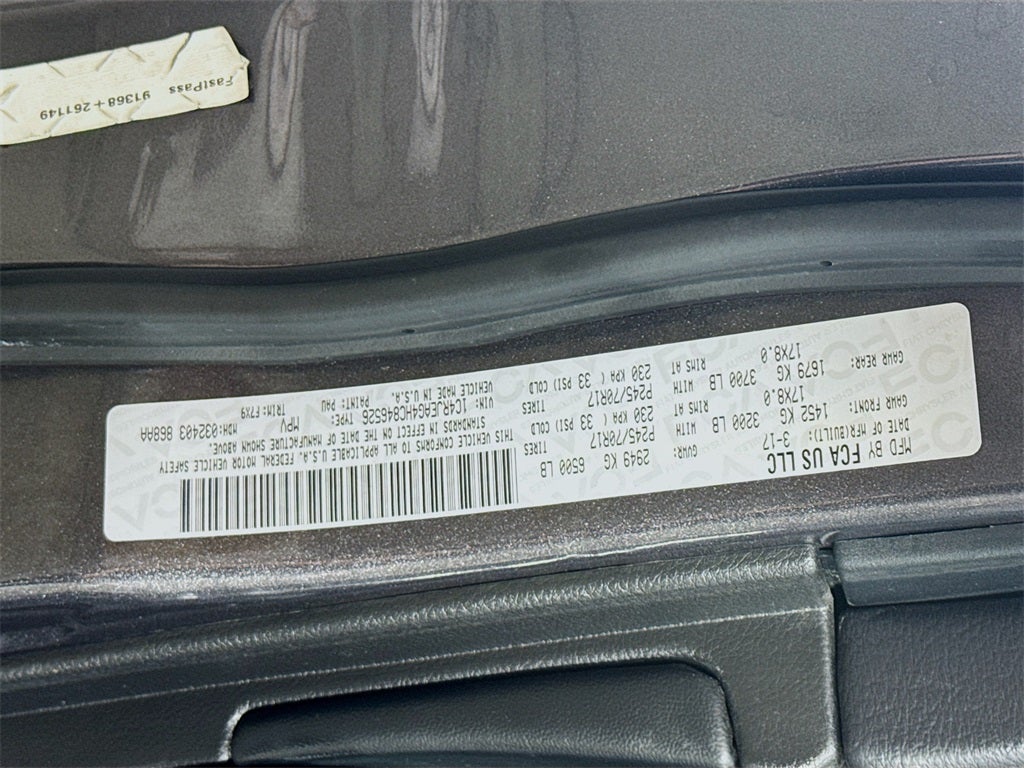 MFD BY FCA US LLC
DATE OF MFR(BUILT): 3-17 GVWR: 2949 KG 6500 LB
GAWR FRONT: 1452 KG 3200 LB WITH P245/70R17 TIRES
17X8.0 RIMS AT 230 KPA ( 33 PSI) COLD
GAWR REAR: 1679 KG 3700 LB WITH P245/70R17 TIRES
17X8.0 RIMS AT 230 KPA ( 33 PSI) COLD
THIS VEHICLE CONFORMS TO ALL APPLICABLE U.S.A. FEDERAL MOTOR VEHICLE SAFETY
STANDARDS IN EFFECT ON THE DATE OF MANUFACTURE SHOWN ABOVE.
VIN: 1C4RJEAG4HC846526 TYPE: MPV MDH: 032403 868AA
VEHICLE MADE IN U.S.A. PAINT: PAU TRIM: F7X9
FastPass 91368+261149